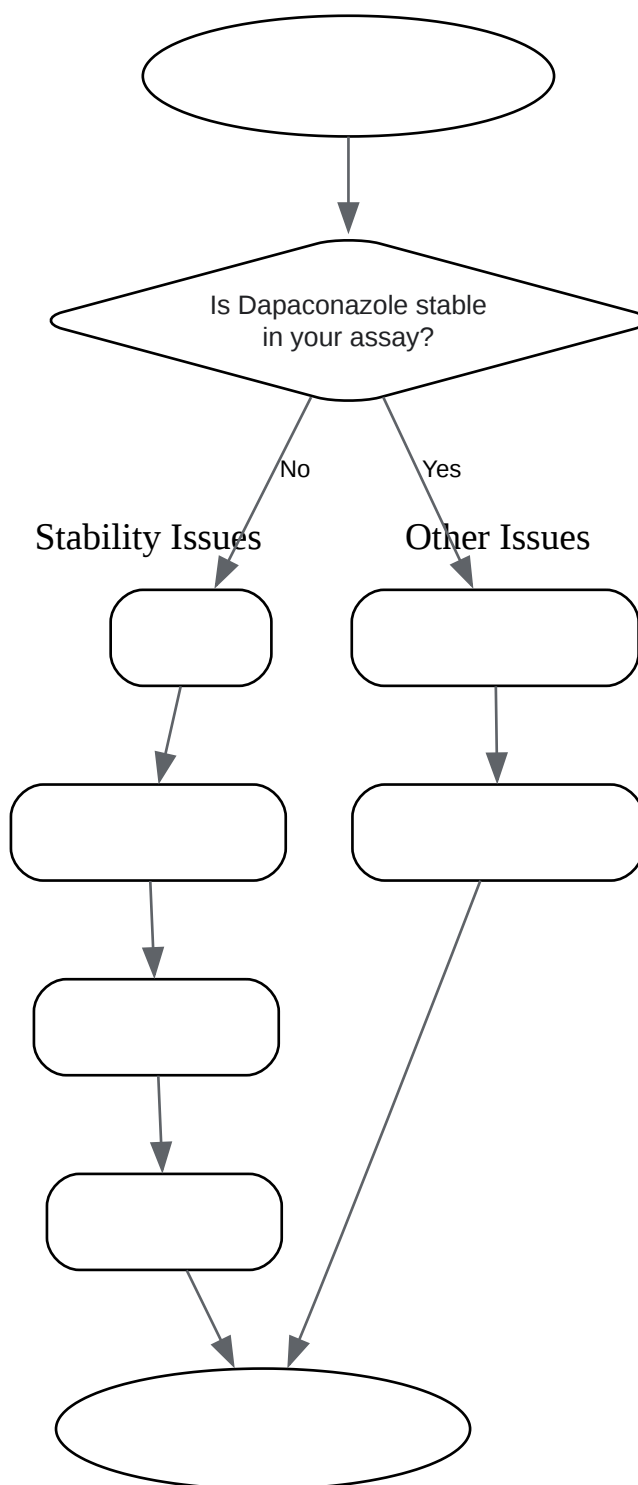 Is Dapaconazole stable
in your assay?
No
Yes
Stability Issues
Other Issues